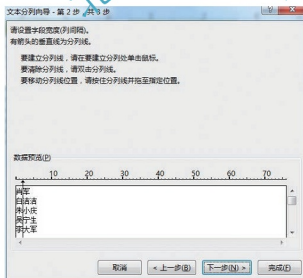 文本分列向导 - 第 2 步，共 3 步
请设置字段宽度(列间隔)。
有箭头的垂直线为分列线。
要建立分列线，请在要建立分列处单击鼠标。
要清除分列线，请双击分列线。
要移动分列线位置，请按住分列线并拖至指定位置。
数据预览(P)
10 20 30 40 50 60 70
肖军
白洁洁
朱小庆
吴宁生
李大军
取消 < 上一步(B) 下一步(N) > 完成(F)